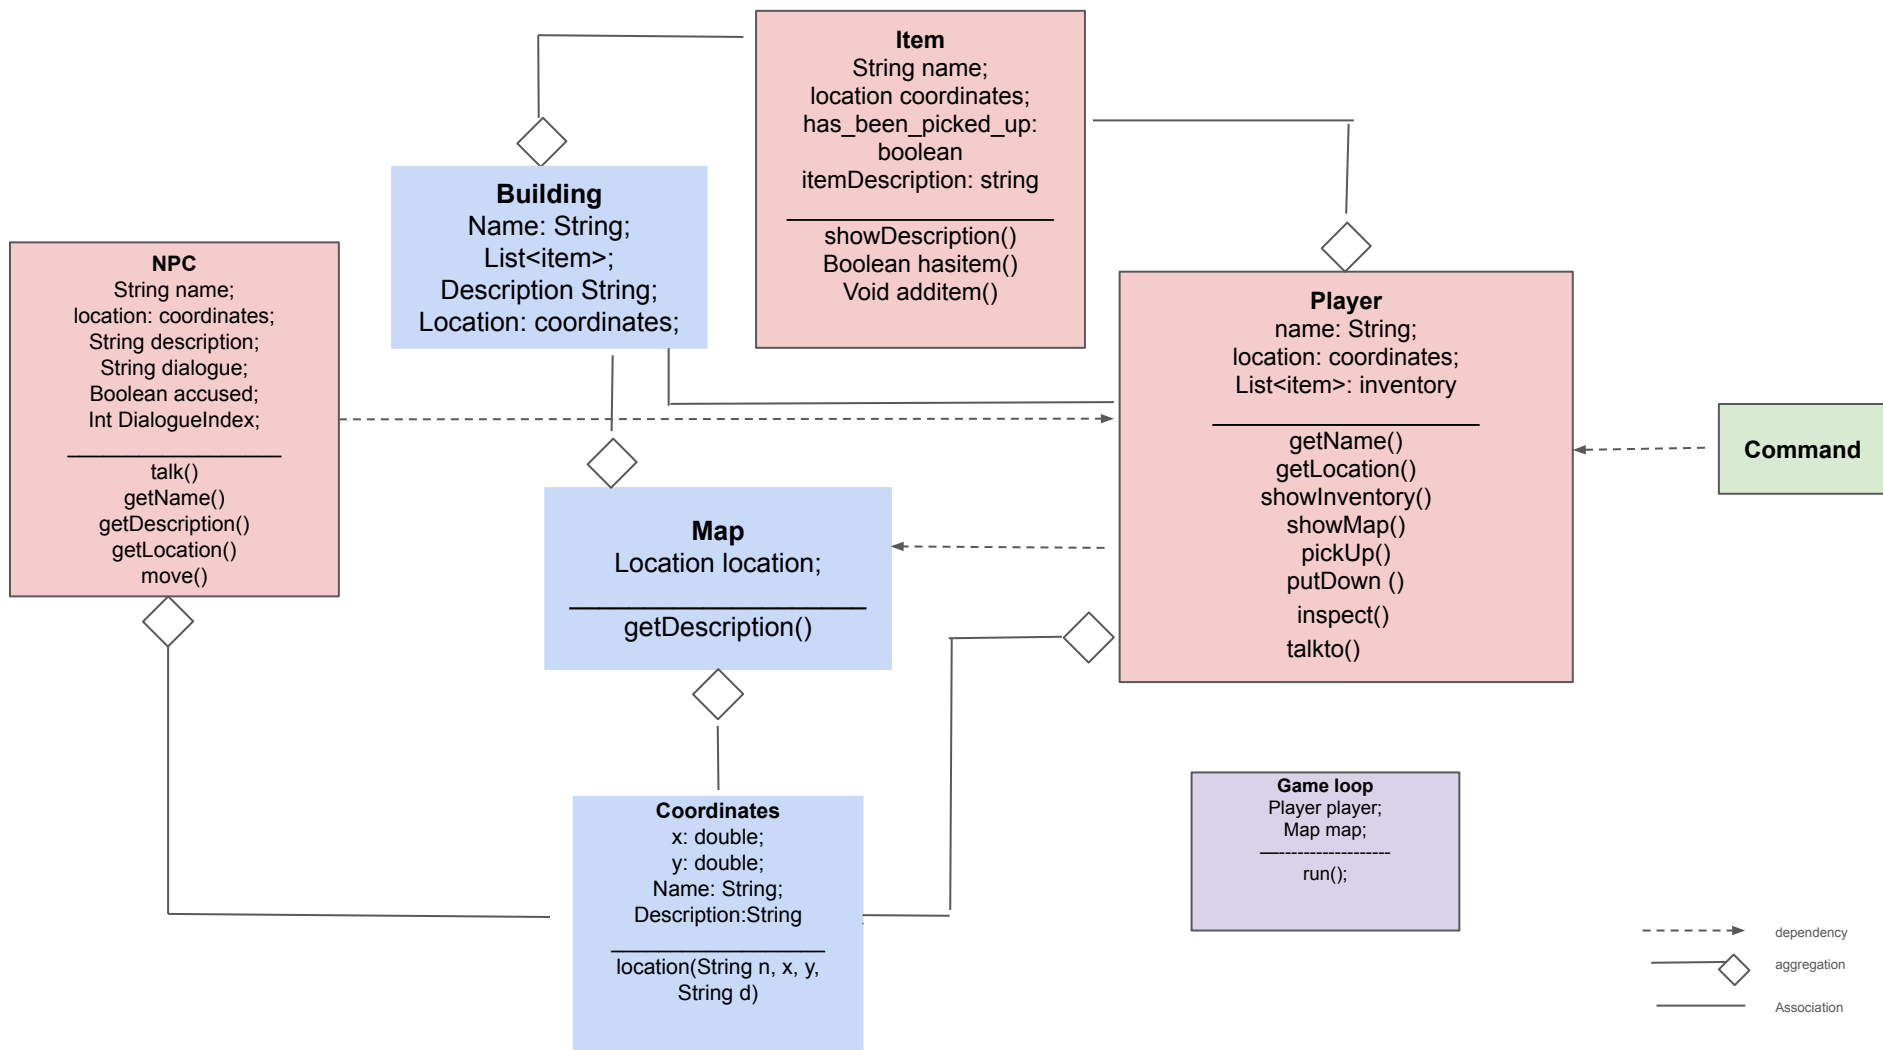 Item
String name;
location coordinates;
has_been_picked_up:
boolean
itemDescription: string
showDescription()
Boolean hasitem()
Void additem()
Building
Name: String;
List<item>;
Description String;
Location: coordinates;
NPC
String name;
location: coordinates;
String description;
String dialogue;
Boolean accused;
Int DialogueIndex;
talk()
getName()
getDescription()
getLocation()
move()
Player
name: String;
location: coordinates;
List<item>: inventory
getName()
getLocation()
showInventory()
showMap()
pickUp()
putDown ()
inspect()
talkto()
Command
Map
Location location;
getDescription()
Coordinates
x: double;
y: double;
Name: String;
Description:String
location(String n, x, y,
String d)
Game loop
Player player;
Map map;
—-------------------
run();
dependency
aggregation
Association